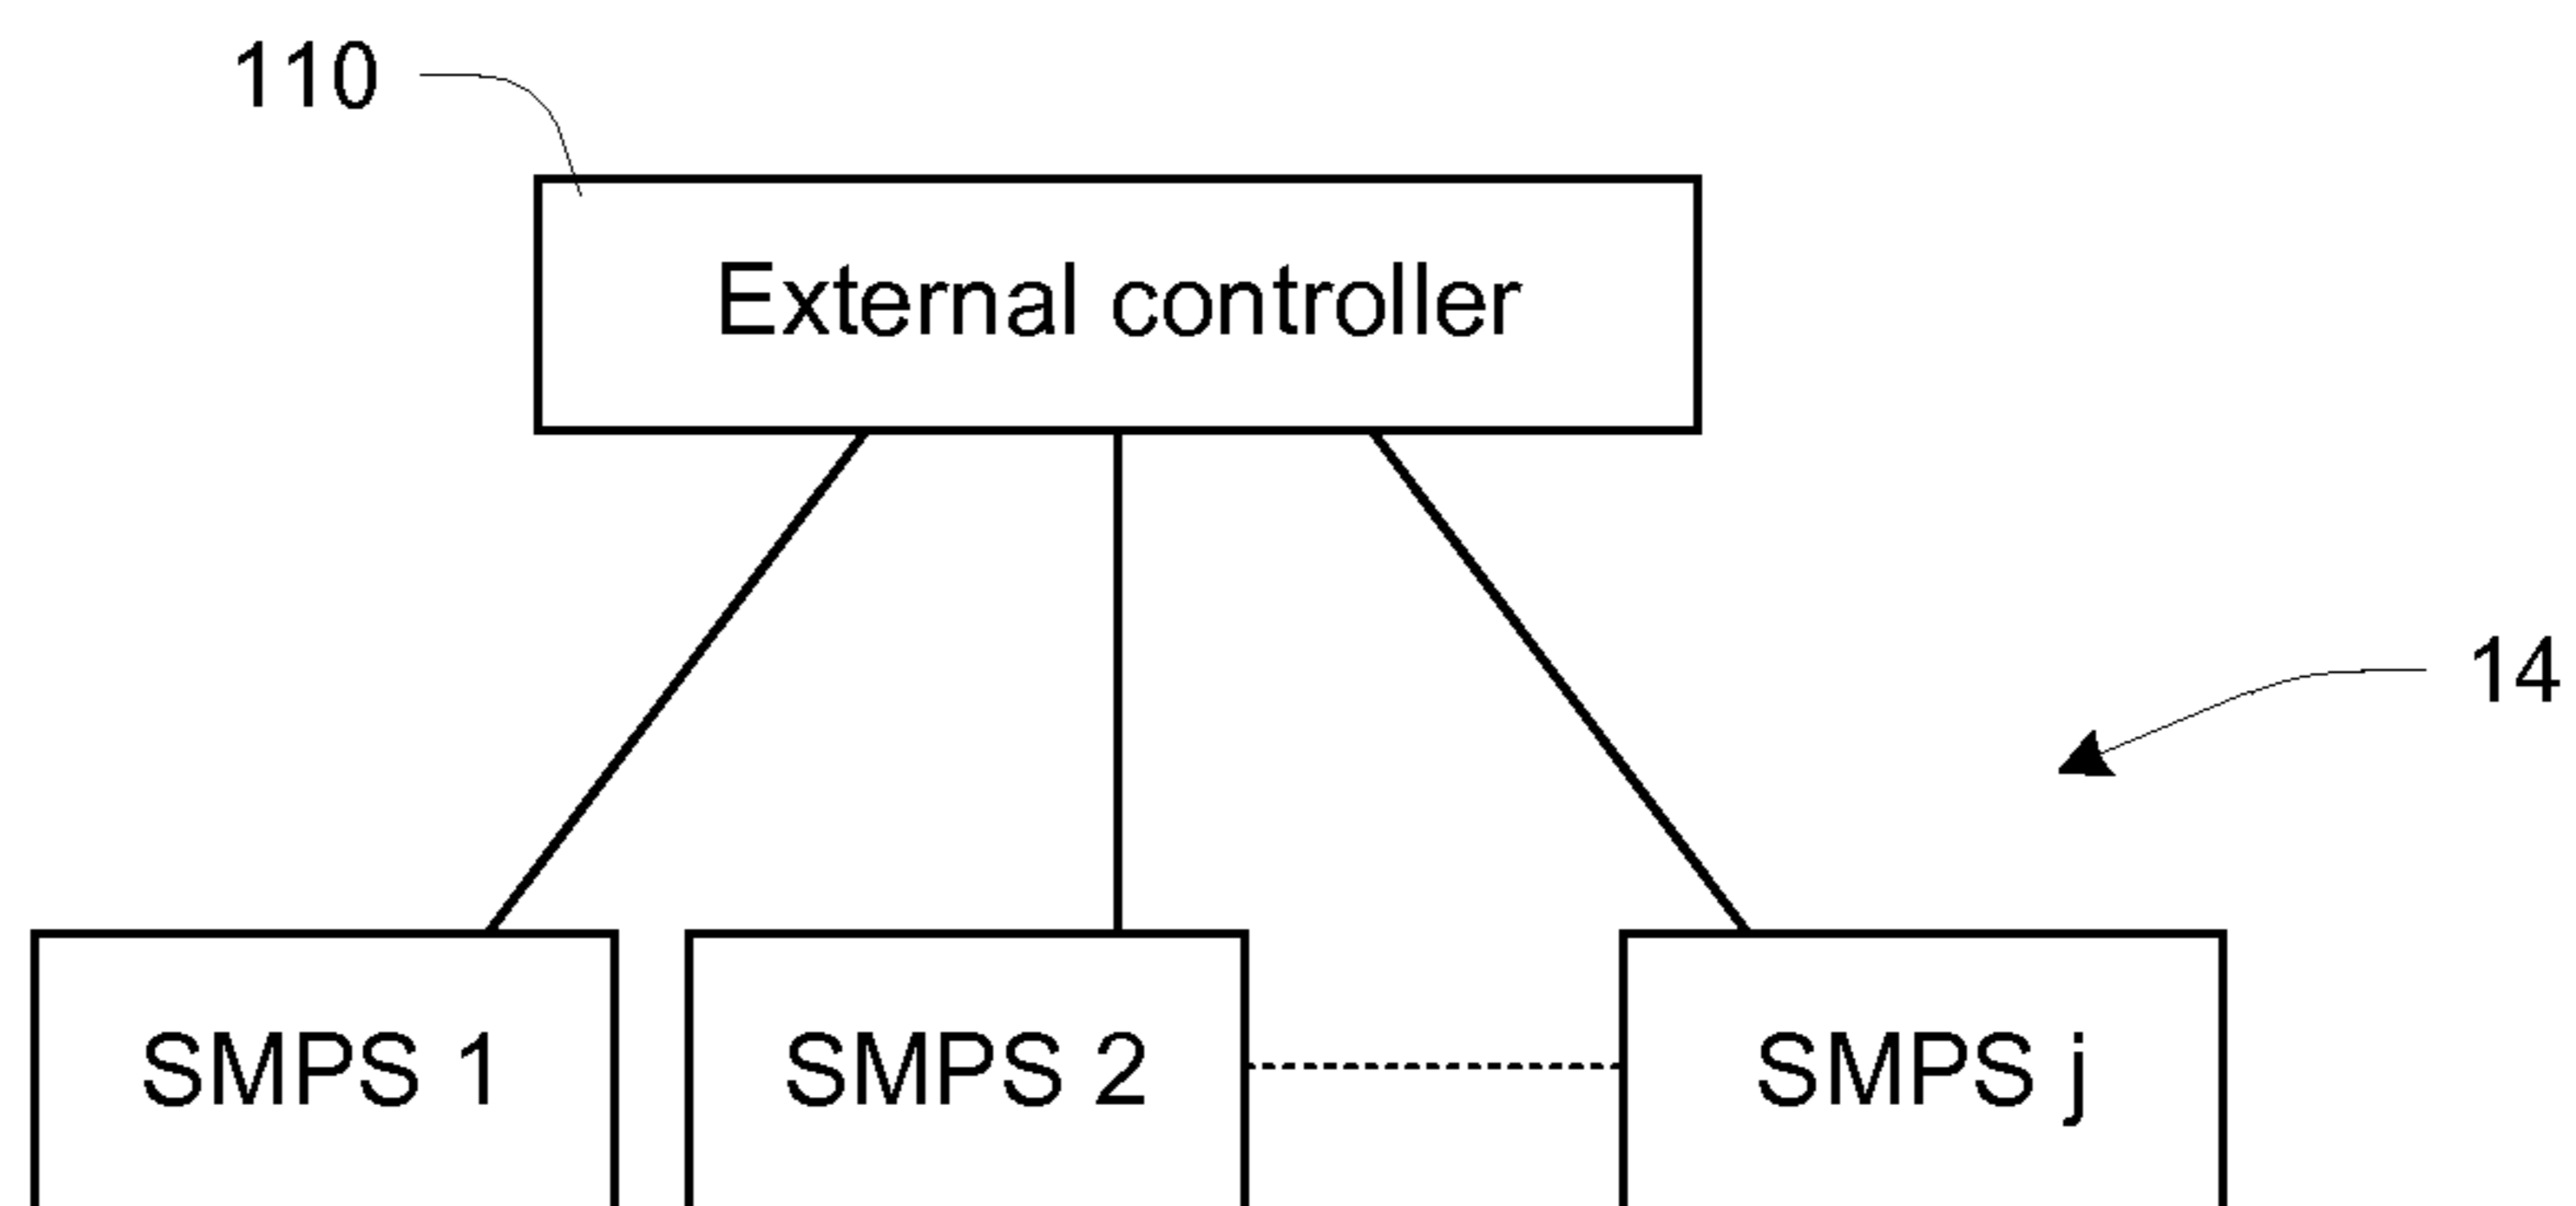 110
External controller
14
SMPS 1
SMPS 2
SMPS j